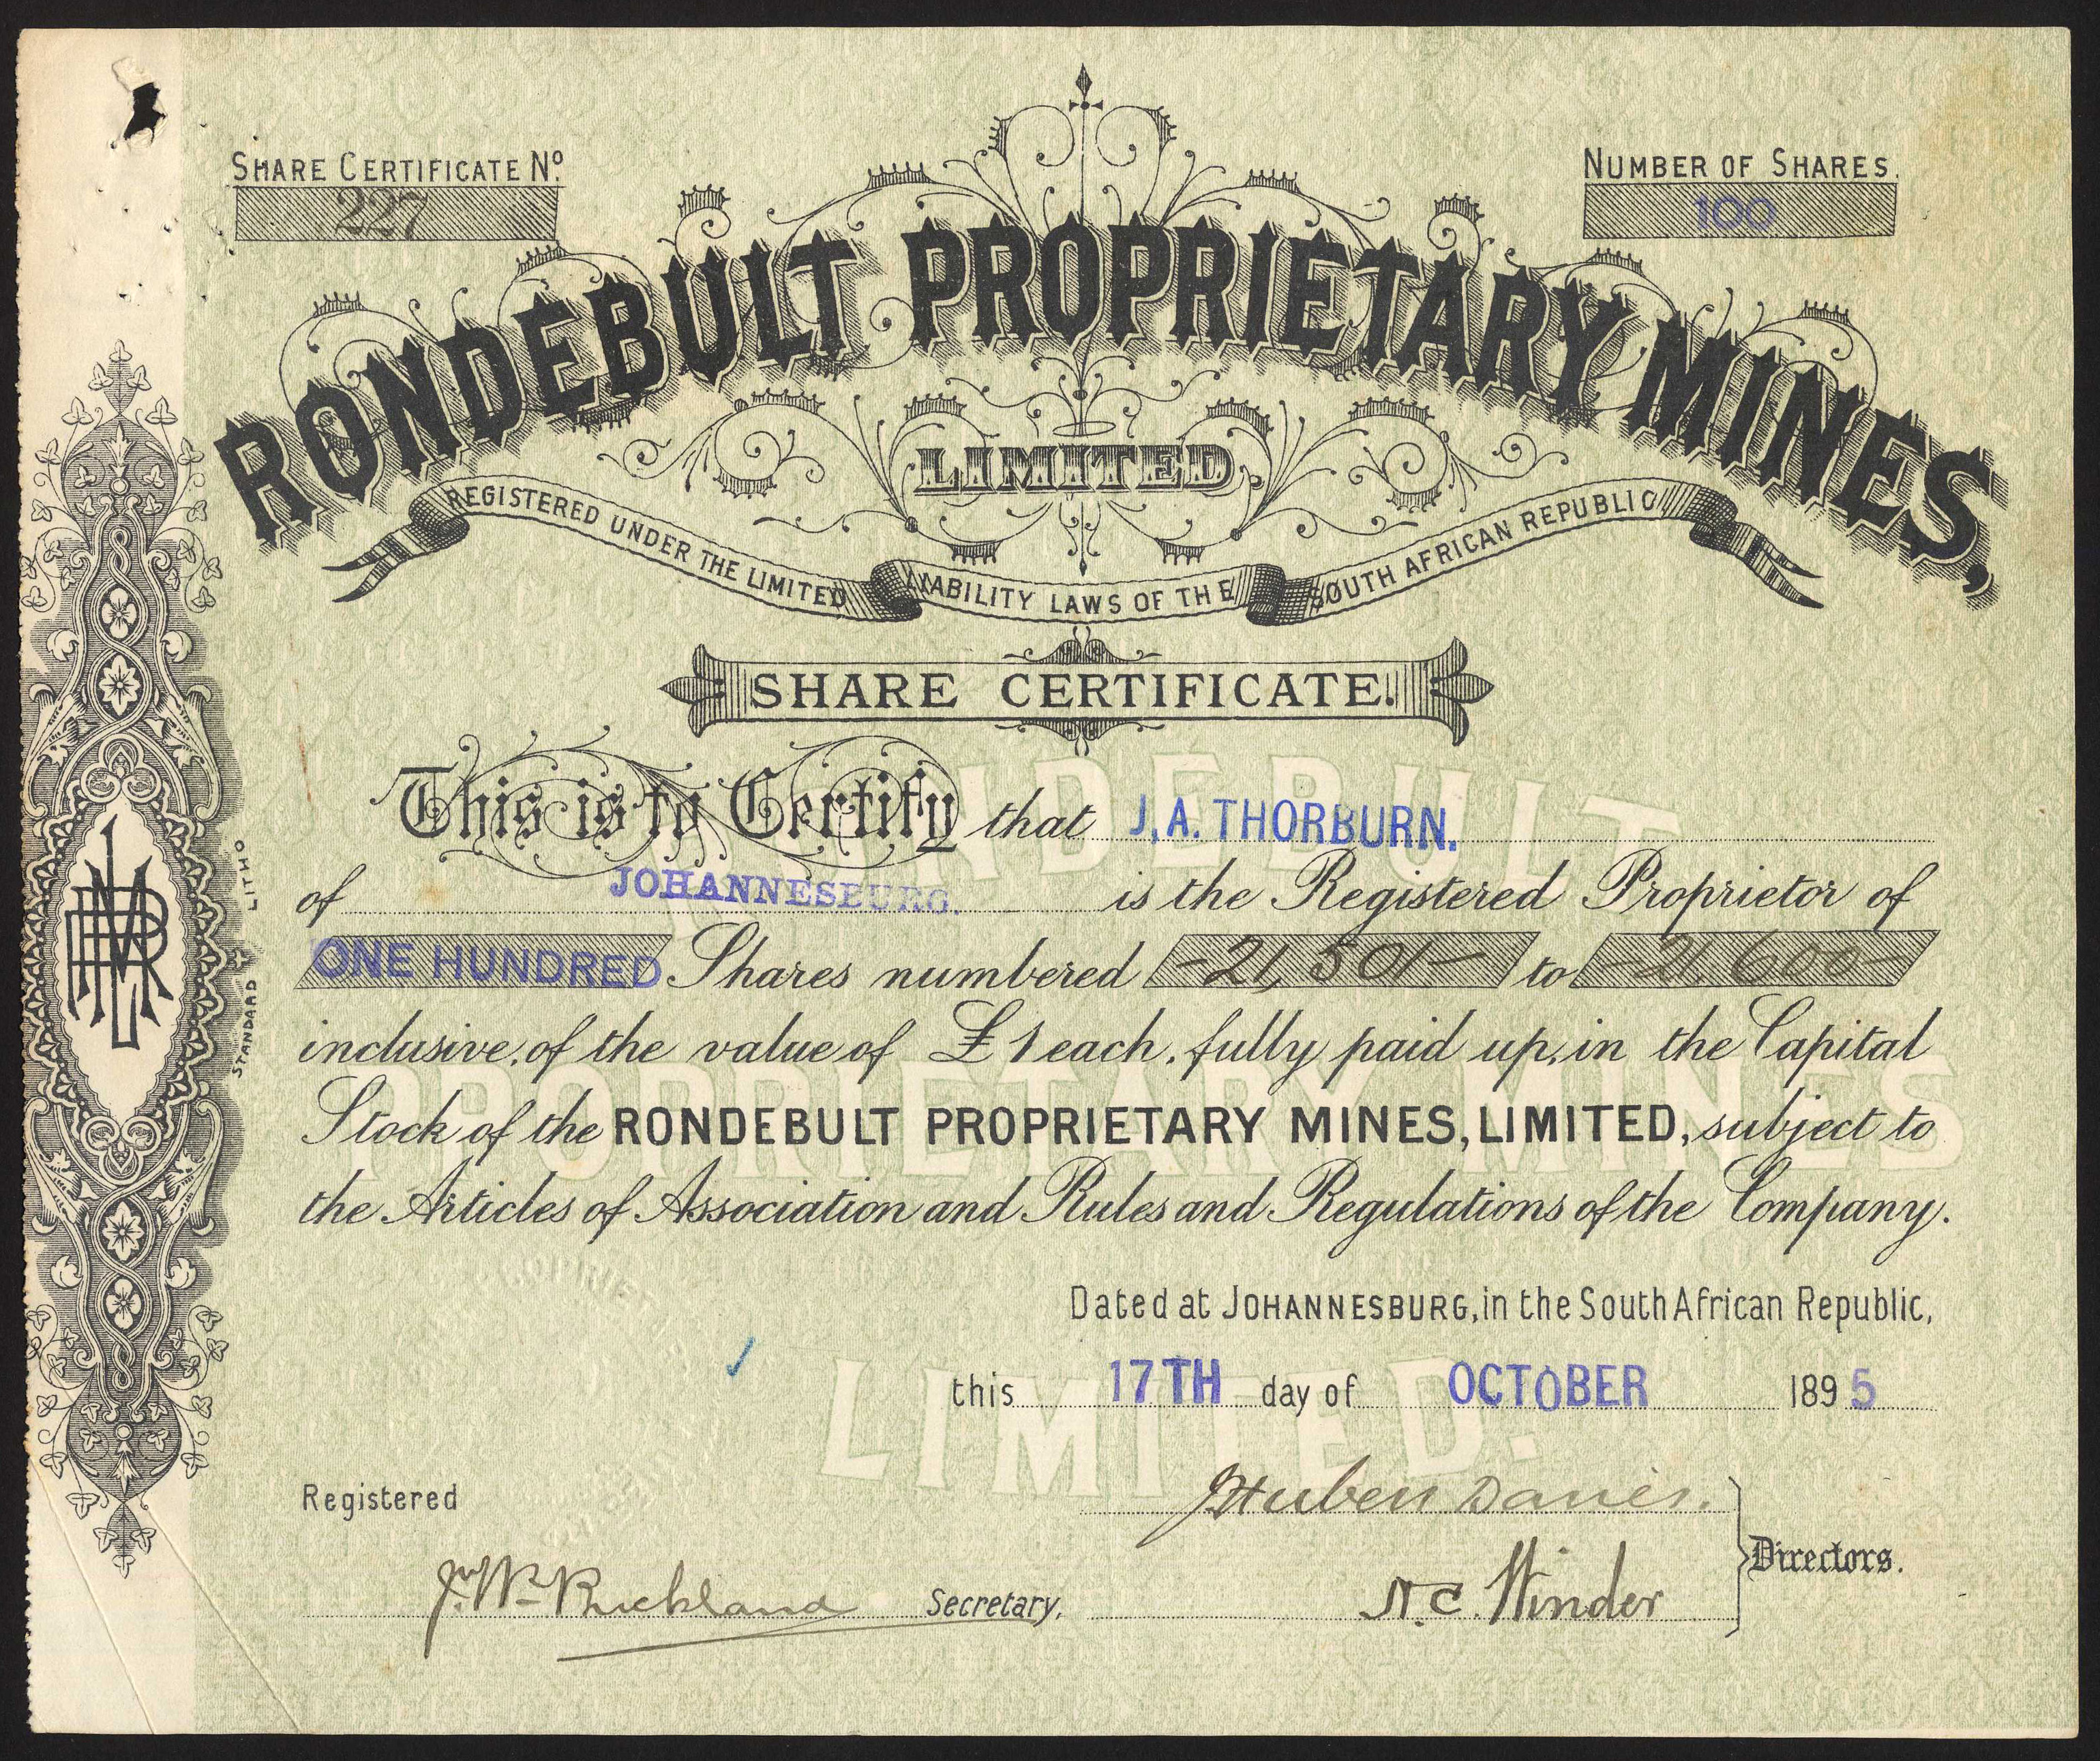 SHARE CERTIFICATE No.
227
NUMBER OF SHARES.
100
RONDEBULT PROPRIETARY MINES,
LIMITED
REGISTERED UNDER THE LIMITED LIABILITY LAWS OF THE SOUTH AFRICAN REPUBLIC
SHARE CERTIFICATE.
This is to Certify that J.A. THORBURN.
of JOHANNESBURG. is the Registered Proprietor of
ONE HUNDRED Shares numbered -21,501- to -21,600-
inclusive, of the value of £1 each, fully paid up, in the Capital
Stock of the RONDEBULT PROPRIETARY MINES, LIMITED, subject to
the Articles of Association and Rules and Regulations of the Company.
Dated at JOHANNESBURG, in the South African Republic,
this 17TH day of OCTOBER 1895
Registered
J. Huben Davies.
N.C. Winder
Directors.
Buckland Secretary.
STANDARD LITHO
RONDEBULT
PROPRIETARY MINES
LIMITED.